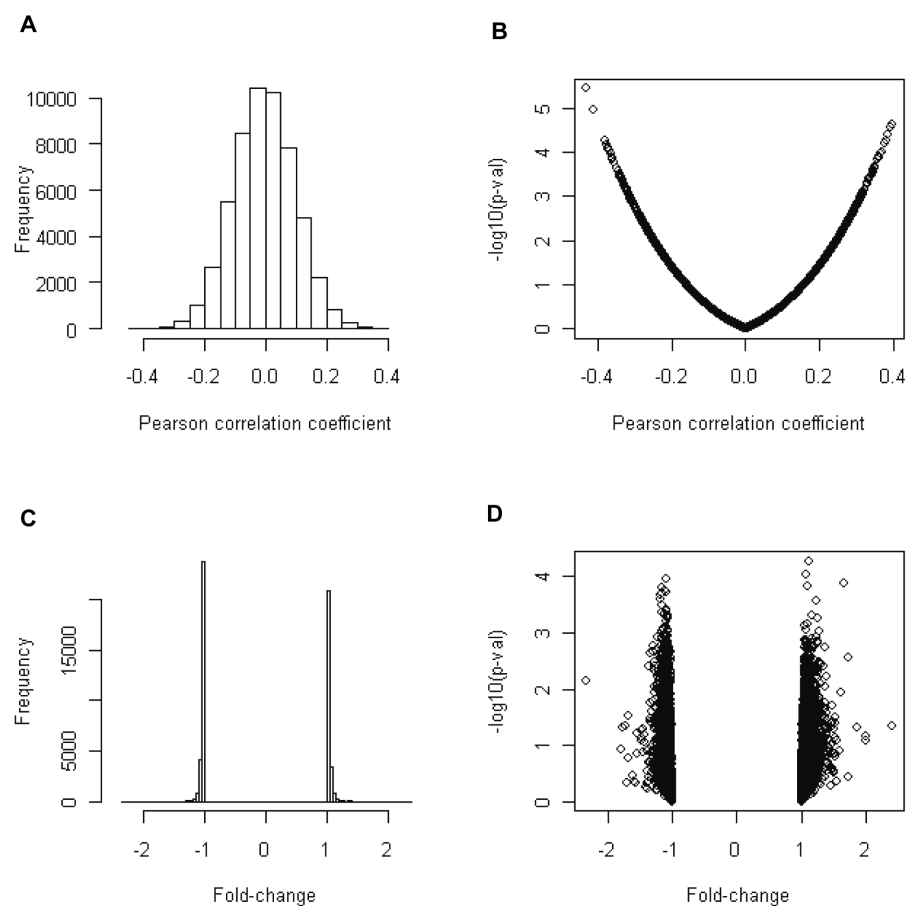 A
Frequency
10000
8000
6000
4000
2000
0
-0.4 -0.2 0.0 0.2 0.4
Pearson correlation coefficient
B
-log10(p-val)
5
4
3
2
1
0
-0.4 -0.2 0.0 0.2 0.4
Pearson correlation coefficient
C
Frequency
15000
5000
0
-2 -1 0 1 2
Fold-change
D
-log10(p-val)
4
3
2
1
0
-2 -1 0 1 2
Fold-change